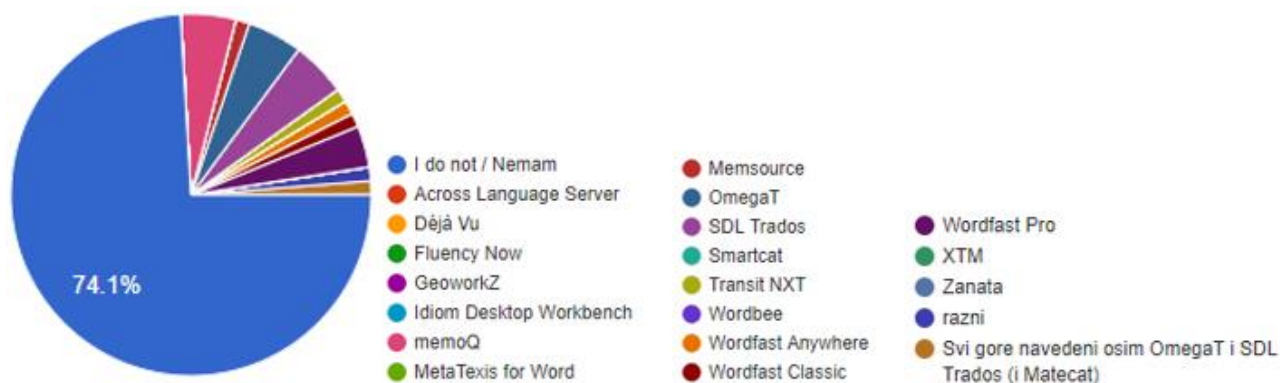 74.1%
I do not / Nemam
Across Language Server
Déjá Vu
Fluency Now
GeoworkZ
Idiom Desktop Workbench
memoQ
MetaTexis for Word
Memsource
OmegaT
SDL Trados
Smartcat
Transit NXT
Wordbee
Wordfast Anywhere
Wordfast Classic
Wordfast Pro
XTM
Zanata
razni
Svi gore navedeni osim OmegaT i SDL
Trados (i Matecat)